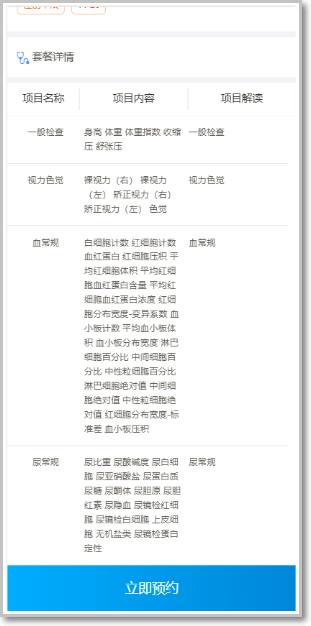 套餐详情
项目名称 项目内容 项目解读
一般检查 身高 体重 体重指数 收缩 一般检查
压 舒张压
视力色觉 裸视力（右） 裸视力 视力色觉
（左） 矫正视力（右）
矫正视力（左） 色觉
血常规 白细胞计数 红细胞计数 血常规
血红蛋白 红细胞压积 平
均红细胞体积 平均红细
胞血红蛋白含量 平均红
细胞血红蛋白浓度 红细
胞分布宽度-变异系数 血
小板计数 平均血小板体
积 血小板分布宽度 淋巴
细胞百分比 中间细胞百
分比 中性粒细胞百分比
淋巴细胞绝对值 中间细
胞绝对值 中性粒细胞绝
对值 红细胞分布宽度-标
准差 血小板压积
尿常规 尿比重 尿酸碱度 尿白细 尿常规
胞 尿亚硝酸盐 尿蛋白质
尿糖 尿酮体 尿胆原 尿胆
红素 尿隐血 尿镜检红细
胞 尿镜检白细胞 上皮细
胞 无机盐类 尿镜检蛋白
定性
立即预约